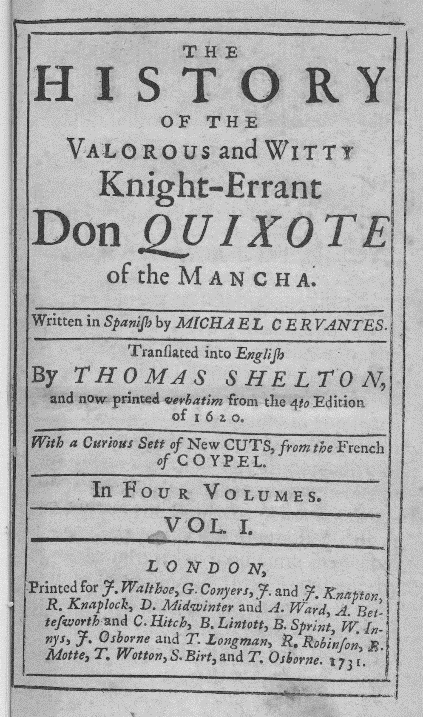 THE
HISTORY
OF THE
VALOROUS and WITTY
Knight-Errant
Don QUIXOTE
of the MANCHA.
Written in Spaniſh by MICHAEL CERVANTES.
Tranſlated into Engliſh
By THOMAS SHELTON,
and now printed verbatim from the 4to Edition
of 1620.
With a Curious Sett of New CUTS, from the French
of COYPEL.
In FOUR VOLUMES.
VOL. I.
LONDON,
Printed for J. Walthoe, G. Conyers, J. and J. Knapton,
R. Knaplock, D. Midwinter and A. Ward, A. Bet-
teſworth and C. Hitch, B. Lintott, B. Sprint, W. In-
nys, J. Osborne and T. Longman, R. Robinſon, B.
Motte, T. Wotton, S. Birt, and T. Osborne. 1731.